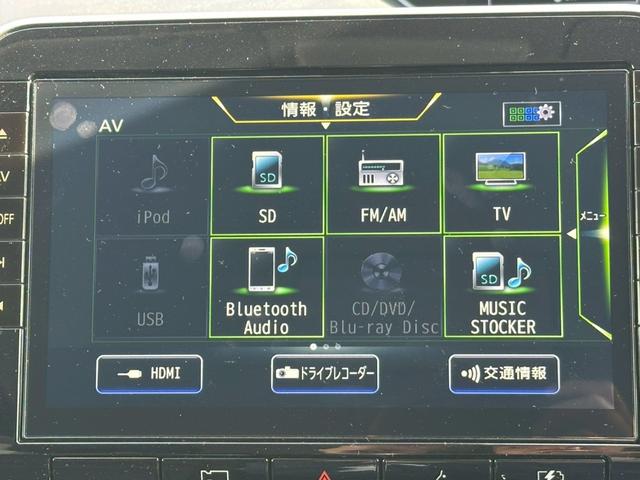 情報・設定
AV
iPod
SD
SD
FM/AM
TV
メニュー
USB
Bluetooth
Audio
CD/DVD/
Blu-ray Disc
SD
MUSIC
STOCKER
HDMI
ドライブレコーダー
交通情報
AV
OFF